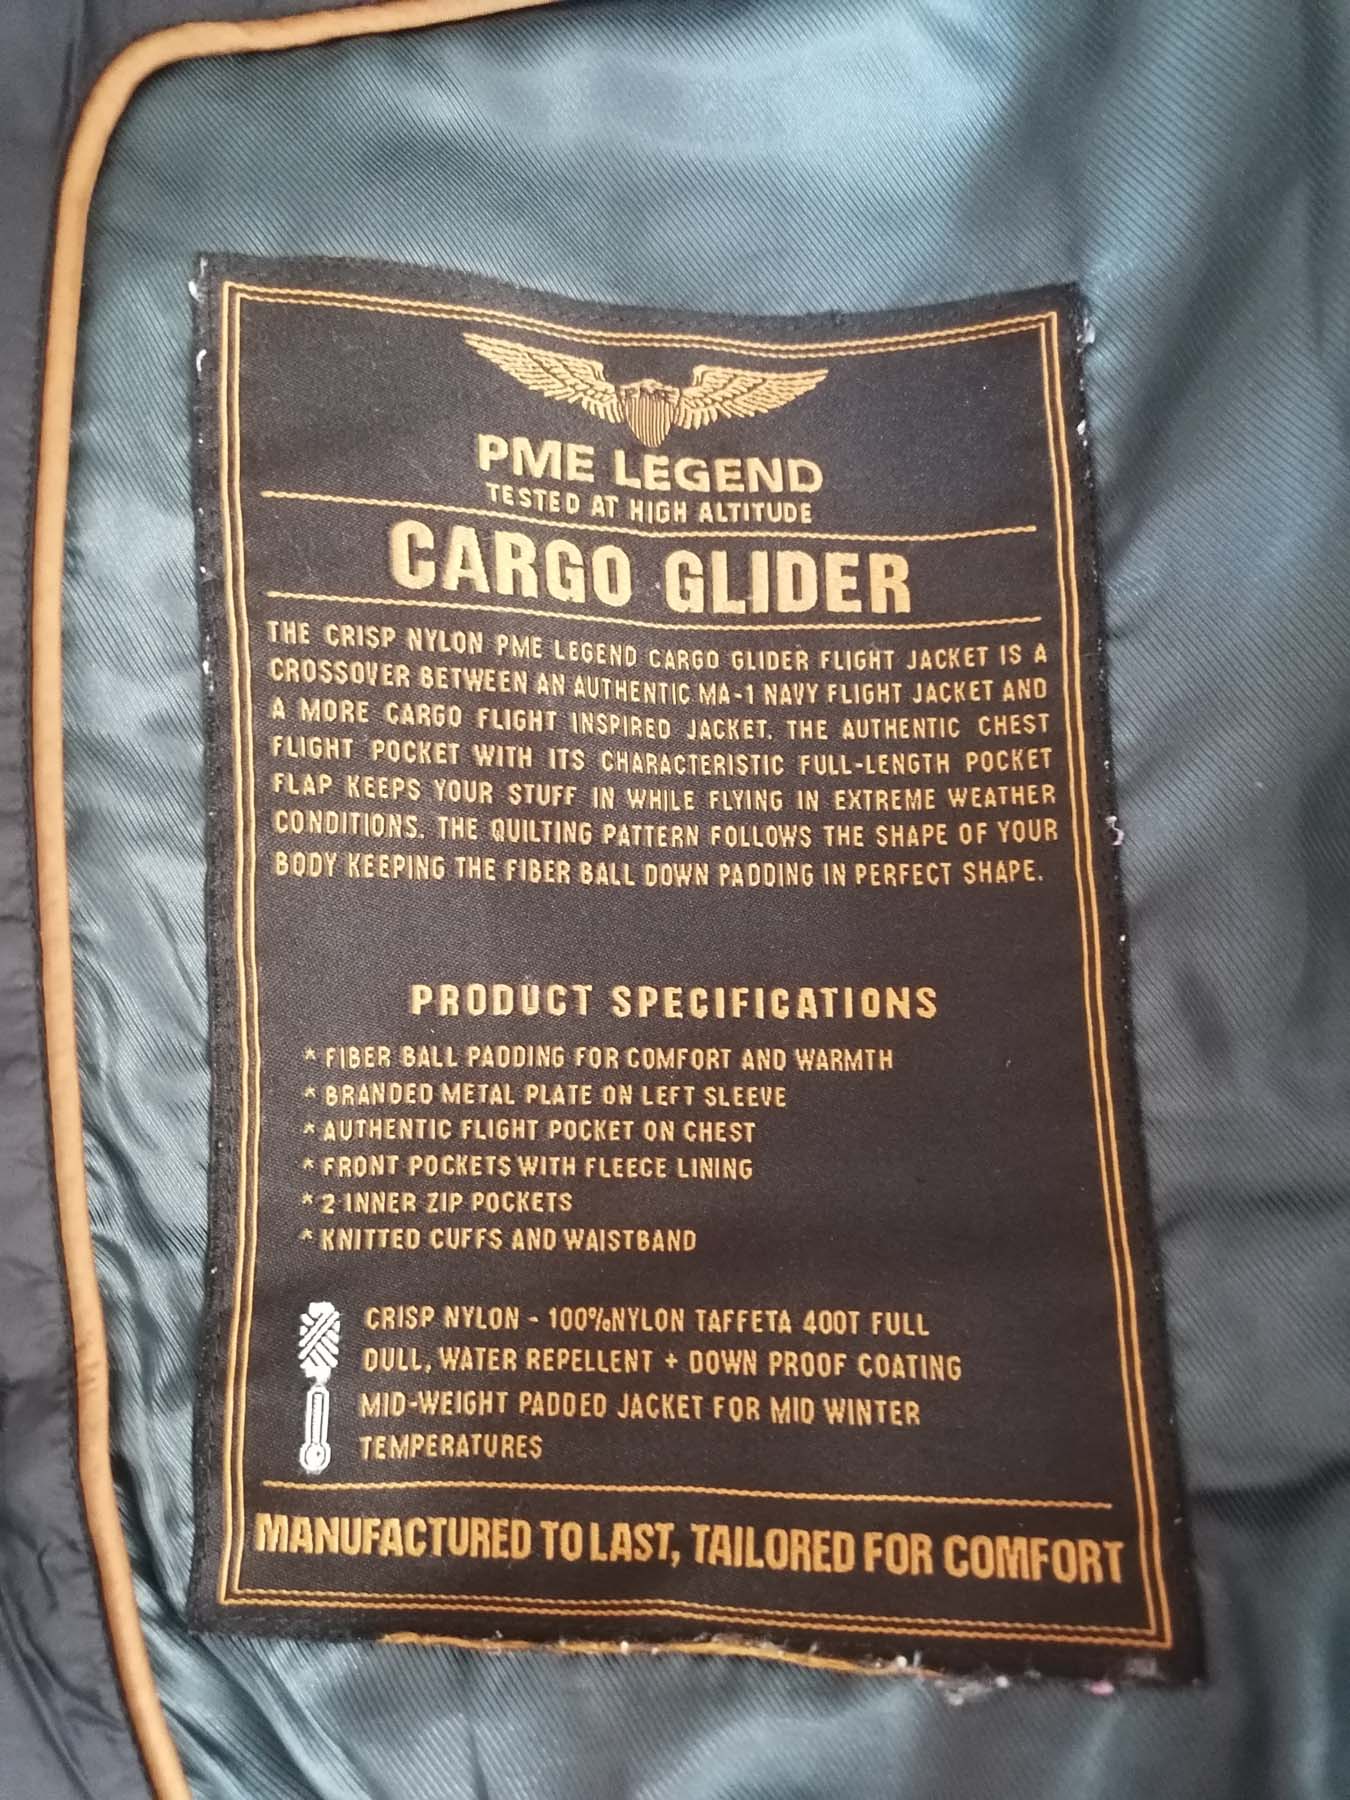 PME LEGEND
TESTED AT HIGH ALTITUDE
CARGO GLIDER
THE CRISP NYLON PME LEGEND CARGO GLIDER FLIGHT JACKET IS A
CROSSOVER BETWEEN AN AUTHENTIC MA-1 NAVY FLIGHT JACKET AND
A MORE CARGO FLIGHT INSPIRED JACKET. THE AUTHENTIC CHEST
FLIGHT POCKET WITH ITS CHARACTERISTIC FULL-LENGTH POCKET
FLAP KEEPS YOUR STUFF IN WHILE FLYING IN EXTREME WEATHER
CONDITIONS. THE QUILTING PATTERN FOLLOWS THE SHAPE OF YOUR
BODY KEEPING THE FIBER BALL DOWN PADDING IN PERFECT SHAPE.
PRODUCT SPECIFICATIONS
* FIBER BALL PADDING FOR COMFORT AND WARMTH
* BRANDED METAL PLATE ON LEFT SLEEVE
* AUTHENTIC FLIGHT POCKET ON CHEST
* FRONT POCKETS WITH FLEECE LINING
* 2 INNER ZIP POCKETS
* KNITTED CUFFS AND WAISTBAND
CRISP NYLON - 100%NYLON TAFFETA 400T FULL
DULL, WATER REPELLENT + DOWN PROOF COATING
MID-WEIGHT PADDED JACKET FOR MID WINTER
TEMPERATURES
MANUFACTURED TO LAST, TAILORED FOR COMFORT